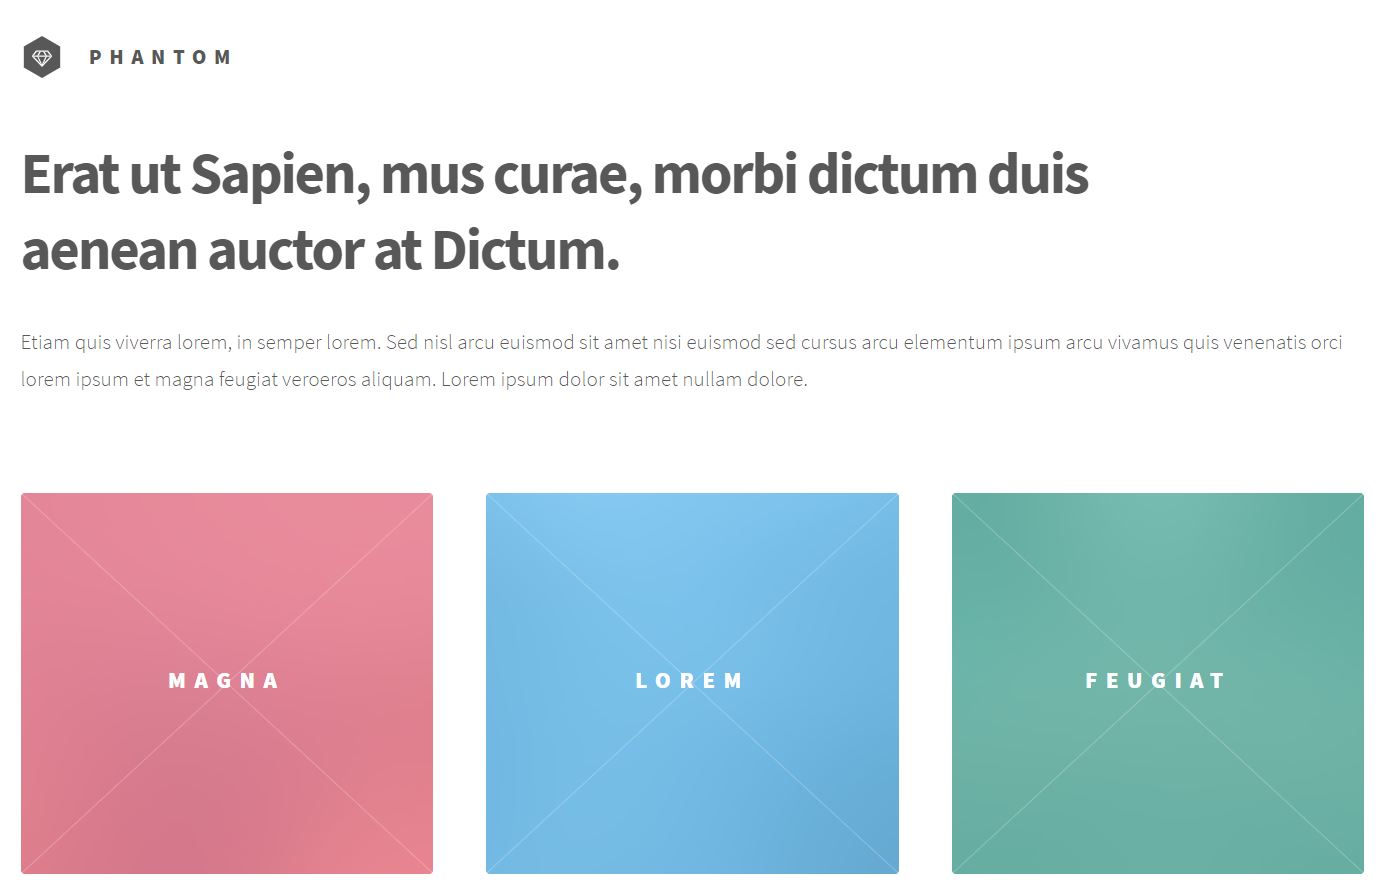 PHANTOM
Erat ut Sapien, mus curae, morbi dictum duis
aenean auctor at Dictum.
Etiam quis viverra lorem, in semper lorem. Sed nisl arcu euismod sit amet nisi euismod sed cursus arcu elementum ipsum arcu vivamus quis venenatis orci
lorem ipsum et magna feugiat veroeros aliquam. Lorem ipsum dolor sit amet nullam dolore.
MAGNA
LOREM
FEUGIAT